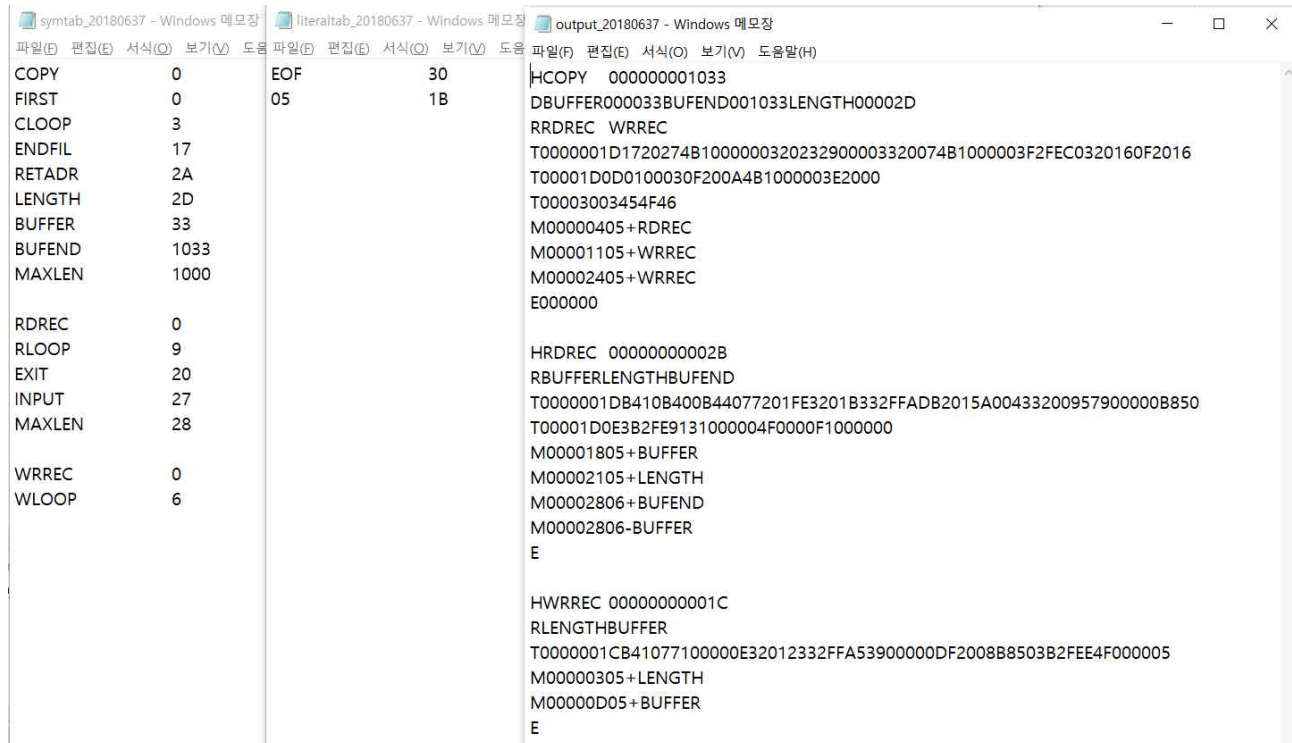 symtab_20180637 - Windows 메모장
파일(F) 편집(E) 서식(O) 보기(V) 도움
COPY 0
FIRST 0
CLOOP 3
ENDFIL 17
RETADR 2A
LENGTH 2D
BUFFER 33
BUFEND 1033
MAXLEN 1000
RDREC 0
RLOOP 9
EXIT 20
INPUT 27
MAXLEN 28
WRREC 0
WLOOP 6
literaltab_20180637 - Windows 메모장
파일(F) 편집(E) 서식(O) 보기(V) 도움
EOF 30
05 1B
output_20180637 - Windows 메모장
파일(F) 편집(E) 서식(O) 보기(V) 도움말(H)
HCOPY 000000001033
DBUFFER000033BUFEND001033LENGTH00002D
RRDREC WRREC
T0000001D1720274B1000000320232900003320074B1000003F2FEC0320160F2016
T00001D0D0100030F200A4B1000003E2000
T00003003454F46
M00000405+RDREC
M00001105+WRREC
M00002405+WRREC
E000000
HRDREC 00000000002B
RBUFFERLENGTHBUFEND
T0000001DB410B400B44077201FE3201B332FFADB2015A00433200957900000B850
T00001D0E3B2FE9131000004F0000F1000000
M00001805+BUFFER
M00002105+LENGTH
M00002806+BUFEND
M00002806-BUFFER
E
HWRREC 00000000001C
RLENGTHBUFFER
T0000001CB41077100000E32012332FFA53900000DF2008B8503B2FEE4F000005
M00000305+LENGTH
M00000D05+BUFFER
E